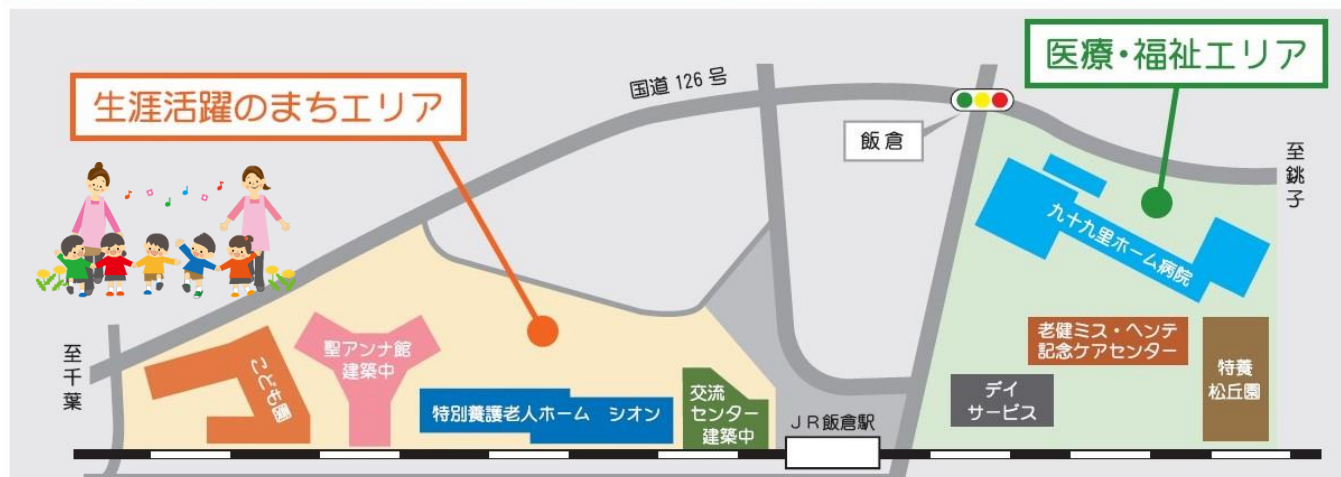 医療・福祉エリア
生涯活躍のまちエリア
国道126号
飯倉
至銚子
九十九里ホーム病院
至千葉
こども園
聖アンナ館
建築中
特別養護老人ホーム シオン
交流
センター
建築中
JR飯倉駅
老健ミス・ヘンテ
記念ケアセンター
デイ
サービス
特養
松丘園